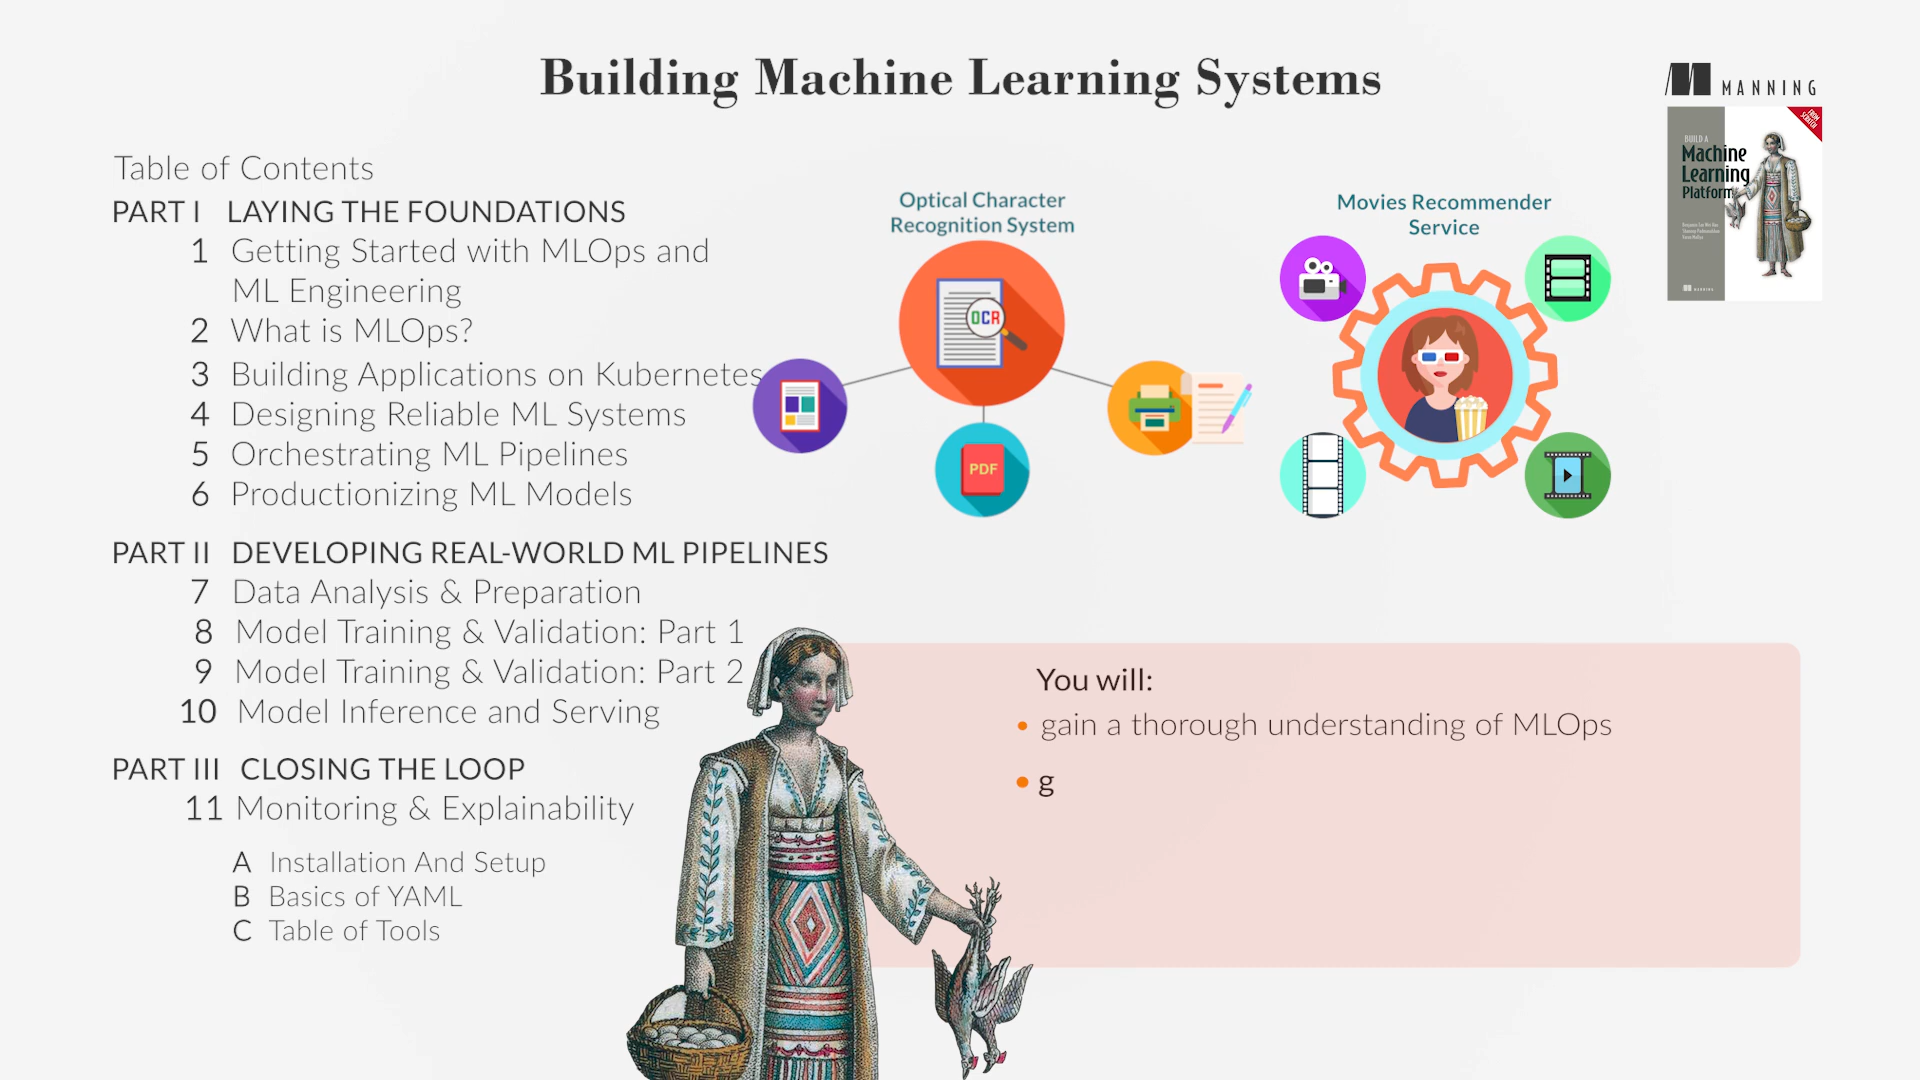 Building Machine Learning Systems
MANNING
FROM
SCRATCH
BUILD A
Machine
Learning
Platform
MANNING
Table of Contents
PART I LAYING THE FOUNDATIONS
1 Getting Started with MLOps and
ML Engineering
2 What is MLOps?
3 Building Applications on Kubernetes
4 Designing Reliable ML Systems
5 Orchestrating ML Pipelines
6 Productionizing ML Models
PART II DEVELOPING REAL-WORLD ML PIPELINES
7 Data Analysis & Preparation
8 Model Training & Validation: Part 1
9 Model Training & Validation: Part 2
10 Model Inference and Serving
PART III CLOSING THE LOOP
11 Monitoring & Explainability
A Installation And Setup
B Basics of YAML
C Table of Tools
Optical Character
Recognition System
OCR
PDF
Movies Recommender
Service
You will:
• gain a thorough understanding of MLOps
• g